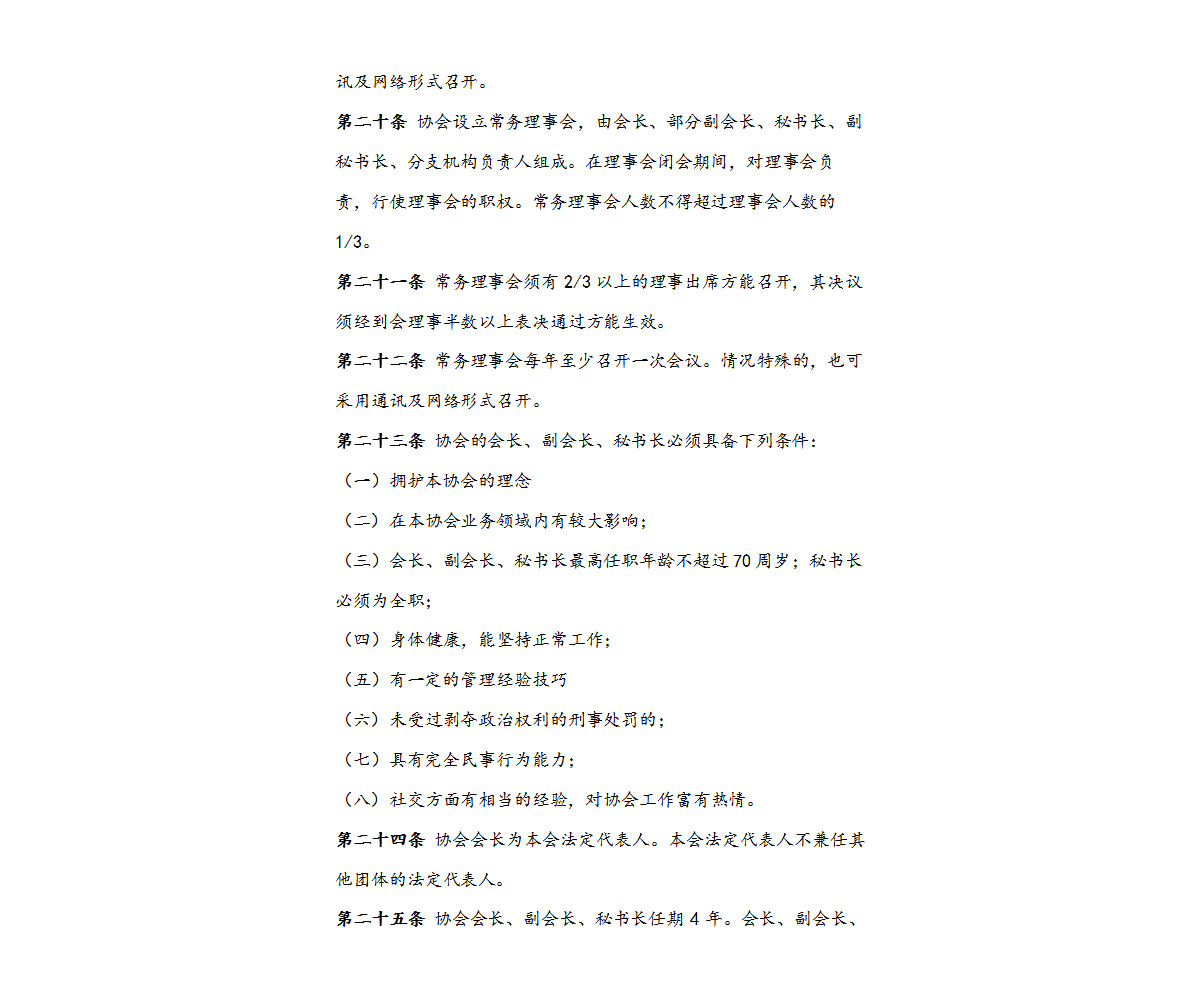 讯及网络形式召开。
第二十条 协会设立常务理事会，由会长、部分副会长、秘书长、副
秘书长、分支机构负责人组成。在理事会闭会期间，对理事会负
责，行使理事会的职权。常务理事会人数不得超过理事会人数的
1/3。
第二十一条 常务理事会须有 2/3 以上的理事出席方能召开，其决议
须经到会理事半数以上表决通过方能生效。
第二十二条 常务理事会每年至少召开一次会议。情况特殊的，也可
采用通讯及网络形式召开。
第二十三条 协会的会长、副会长、秘书长必须具备下列条件：
（一）拥护本协会的理念
（二）在本协会业务领域内有较大影响；
（三）会长、副会长、秘书长最高任职年龄不超过 70 周岁；秘书长
必须为全职；
（四）身体健康，能坚持正常工作；
（五）有一定的管理经验技巧
（六）未受过剥夺政治权利的刑事处罚的；
（七）具有完全民事行为能力；
（八）社交方面有相当的经验，对协会工作富有热情。
第二十四条 协会会长为本会法定代表人。本会法定代表人不兼任其
他团体的法定代表人。
第二十五条 协会会长、副会长、秘书长任期 4 年。会长、副会长、